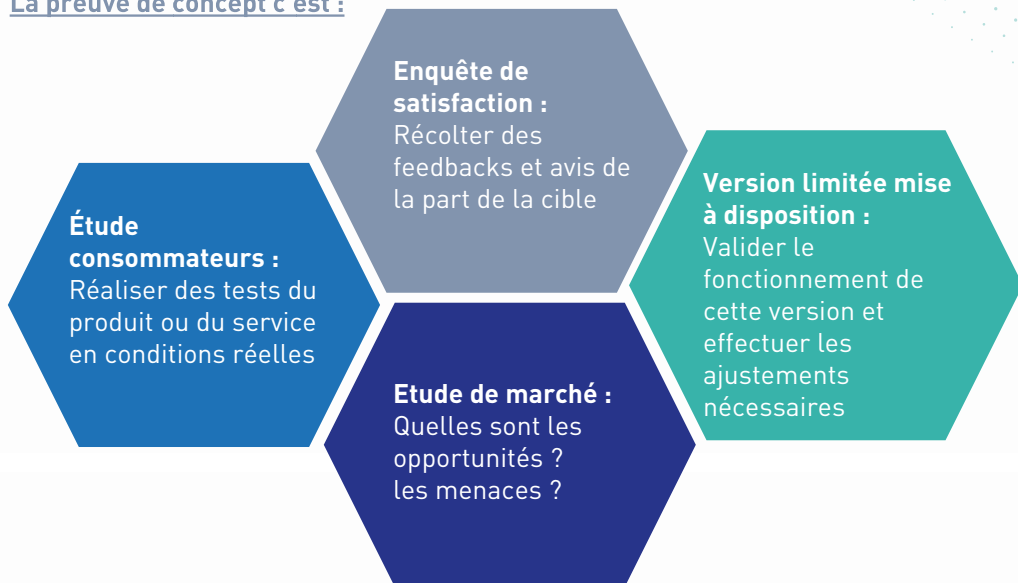 La preuve de concept c'est :
Enquête de
satisfaction :
Récolter des
feedbacks et avis de
la part de la cible
Étude
consommateurs :
Réaliser des tests du
produit ou du service
en conditions réelles
Version limitée mise
à disposition :
Valider le
fonctionnement de
cette version et
effectuer les
ajustements
nécessaires
Etude de marché :
Quelles sont les
opportunités ?
les menaces ?